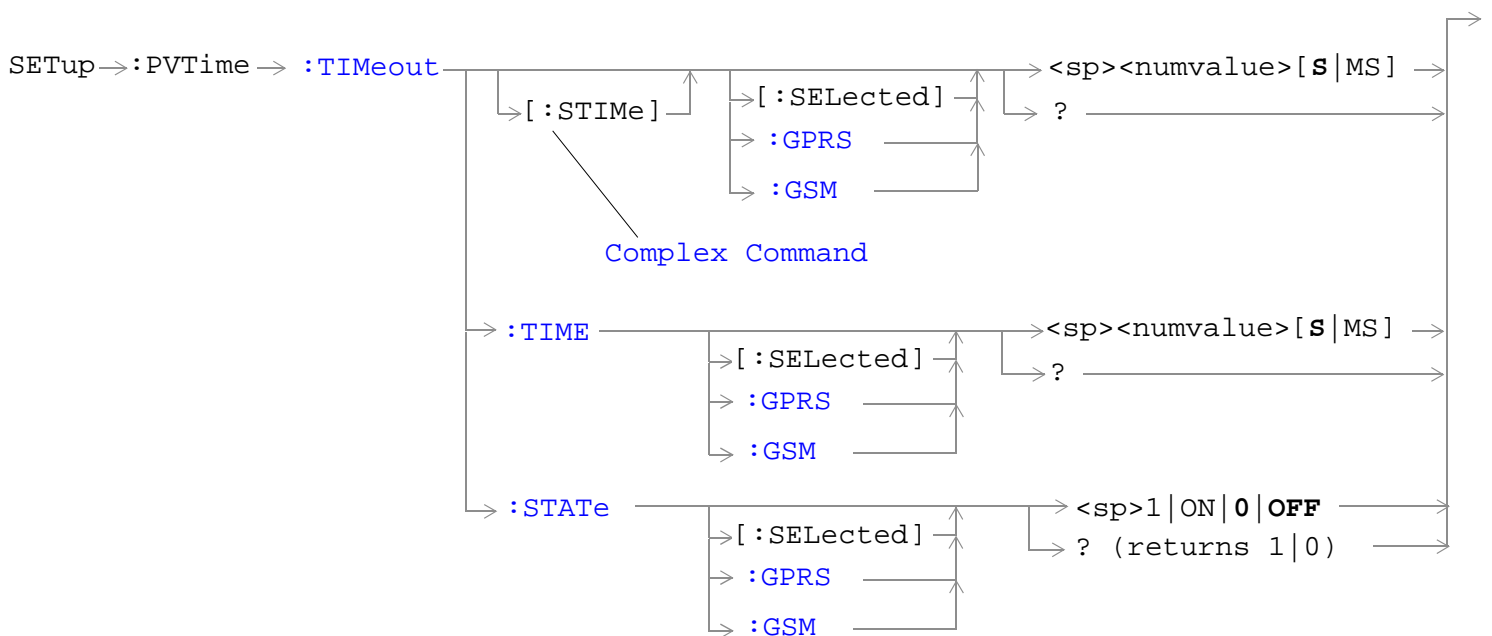 SETup :PVTime :TIMeout <sp><numvalue>[S|MS]
[:STIMe] [:SELected] ?
:GPRS
:GSM
Complex Command
:TIME <sp><numvalue>[S|MS]
[:SELected] ?
:GPRS
:GSM
:STATe <sp>1|ON|0|OFF
[:SELected] ? (returns 1|0)
:GPRS
:GSM